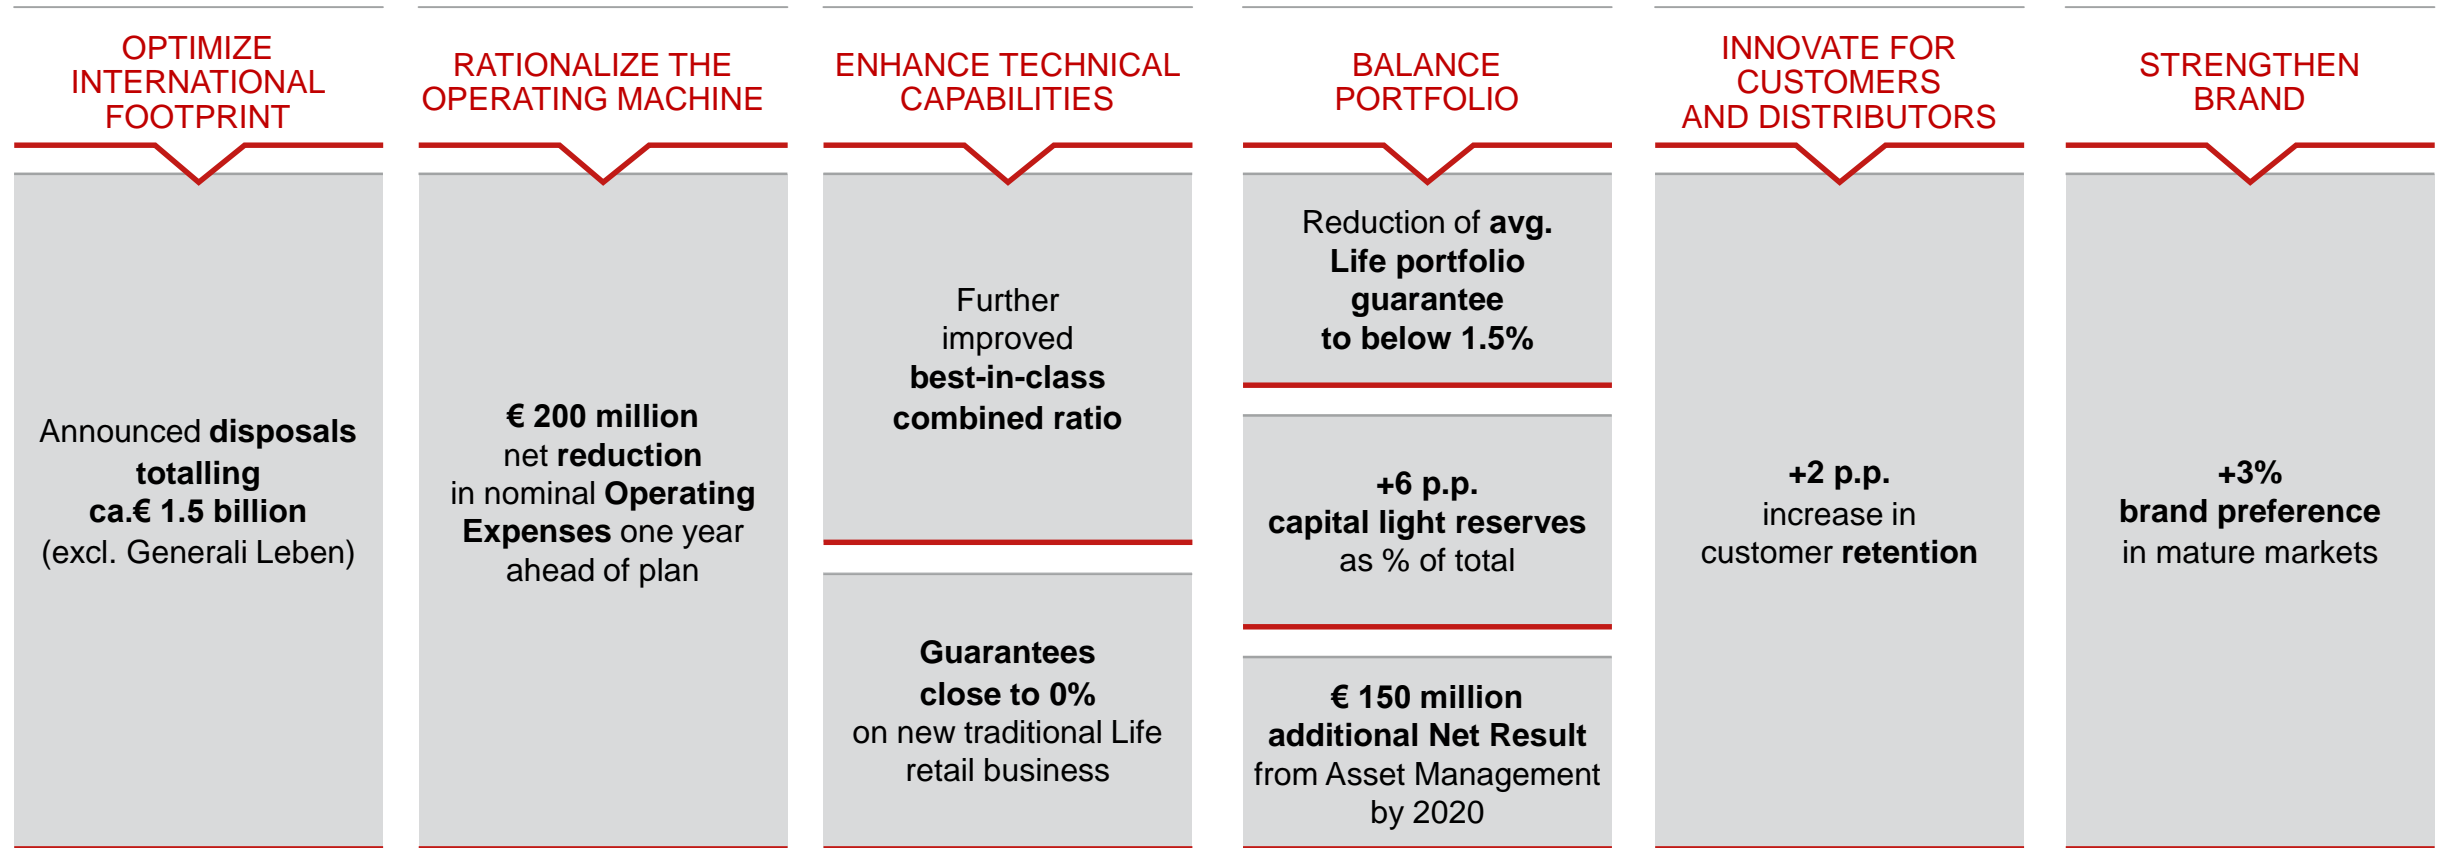 OPTIMIZE
INTERNATIONAL
FOOTPRINT
Announced disposals
totalling
ca.€ 1.5 billion
(excl. Generali Leben)
RATIONALIZE THE
OPERATING MACHINE
€ 200 million
net reduction
in nominal Operating
Expenses one year
ahead of plan
ENHANCE TECHNICAL
CAPABILITIES
Further
improved
best-in-class
combined ratio
Guarantees
close to 0%
on new traditional Life
retail business
BALANCE
PORTFOLIO
Reduction of avg.
Life portfolio
guarantee
to below 1.5%
+6 p.p.
capital light reserves
as % of total
€ 150 million
additional Net Result
from Asset Management
by 2020
INNOVATE FOR
CUSTOMERS
AND DISTRIBUTORS
+2 p.p.
increase in
customer retention
STRENGTHEN
BRAND
+3%
brand preference
in mature markets